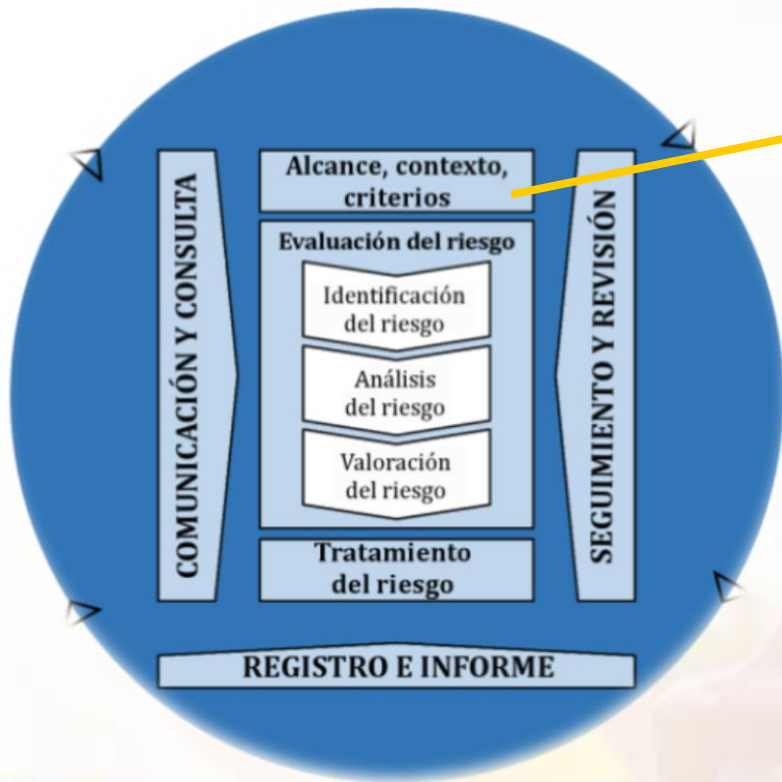 Alcance, contexto,
criterios
Evaluación del riesgo
Identificación
del riesgo
Análisis
del riesgo
Valoración
del riesgo
Tratamiento
del riesgo
COMUNICACIÓN Y CONSULTA
SEGUIMIENTO Y REVISIÓN
REGISTRO E INFORME